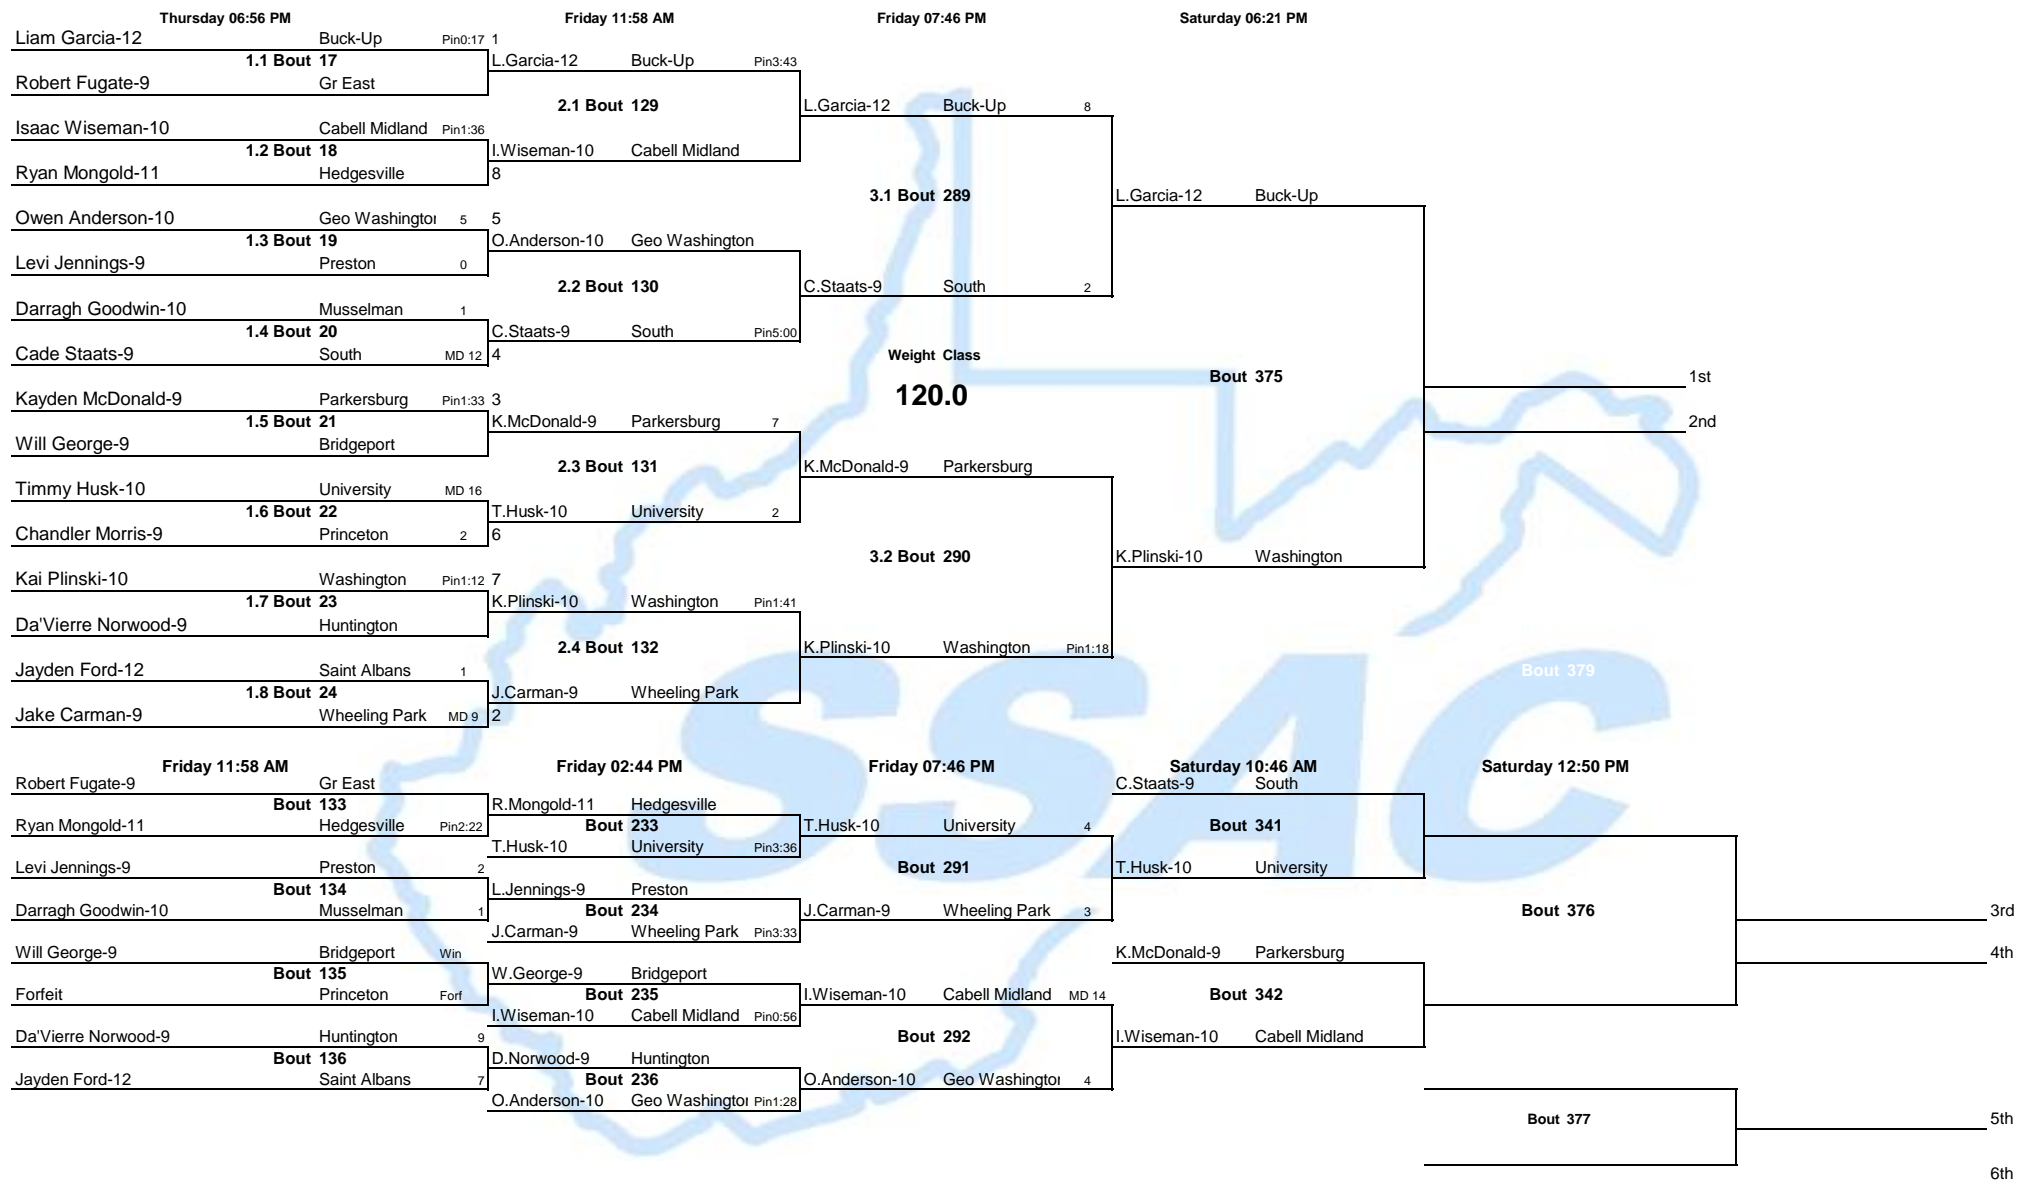 Thursday 06:56 PM Friday 11:58 AM Friday 07:46 PM Saturday 06:21 PM
Liam Garcia-12 Buck-Up Pin0:17 1
1.1 Bout 17 L.Garcia-12 Buck-Up Pin3:43
Robert Fugate-9 Gr East
2.1 Bout 129 L.Garcia-12 Buck-Up 8
Isaac Wiseman-10 Cabell Midland Pin1:36
1.2 Bout 18 I.Wiseman-10 Cabell Midland
Ryan Mongold-11 Hedgesville 8
3.1 Bout 289 L.Garcia-12 Buck-Up
Owen Anderson-10 Geo Washington 5 5
1.3 Bout 19 O.Anderson-10 Geo Washington
Levi Jennings-9 Preston 0
2.2 Bout 130 C.Staats-9 South 2
Darragh Goodwin-10 Musselman 1
1.4 Bout 20 C.Staats-9 South Pin5:00
Cade Staats-9 South MD 12 4 Weight Class
Bout 375 1st
Kayden McDonald-9 Parkersburg Pin1:33 3 120.0
1.5 Bout 21 K.McDonald-9 Parkersburg 7 2nd
Will George-9 Bridgeport
2.3 Bout 131 K.McDonald-9 Parkersburg
Timmy Husk-10 University MD 16
1.6 Bout 22 T.Husk-10 University 2
Chandler Morris-9 Princeton 2 6
3.2 Bout 290 K.Plinski-10 Washington
Kai Plinski-10 Washington Pin1:12 7
1.7 Bout 23 K.Plinski-10 Washington Pin1:41
Da'Vierre Norwood-9 Huntington
2.4 Bout 132 K.Plinski-10 Washington Pin1:18
Jayden Ford-12 Saint Albans 1 Bout 379
1.8 Bout 24 J.Carman-9 Wheeling Park
Jake Carman-9 Wheeling Park MD 9 2
SSAC
Friday 11:58 AM Friday 02:44 PM Friday 07:46 PM Saturday 10:46 AM Saturday 12:50 PM
Robert Fugate-9 Gr East C.Staats-9 South
Bout 133 R.Mongold-11 Hedgesville
Ryan Mongold-11 Hedgesville Pin2:22 Bout 233 T.Husk-10 University 4 Bout 341
T.Husk-10 University Pin3:36
Levi Jennings-9 Preston 2 Bout 291 T.Husk-10 University
Bout 134 L.Jennings-9 Preston
Darragh Goodwin-10 Musselman 1 Bout 234 J.Carman-9 Wheeling Park 3 Bout 376 3rd
J.Carman-9 Wheeling Park Pin3:33
Will George-9 Bridgeport Win K.McDonald-9 Parkersburg 4th
Bout 135 W.George-9 Bridgeport
Forfeit Princeton Forf Bout 235 I.Wiseman-10 Cabell Midland MD 14 Bout 342
I.Wiseman-10 Cabell Midland Pin0:56
Da'Vierre Norwood-9 Huntington 9 Bout 292 I.Wiseman-10 Cabell Midland
Bout 136 D.Norwood-9 Huntington
Jayden Ford-12 Saint Albans 7 Bout 236 O.Anderson-10 Geo Washington 4
O.Anderson-10 Geo Washington Pin1:28
Bout 377 5th
6th